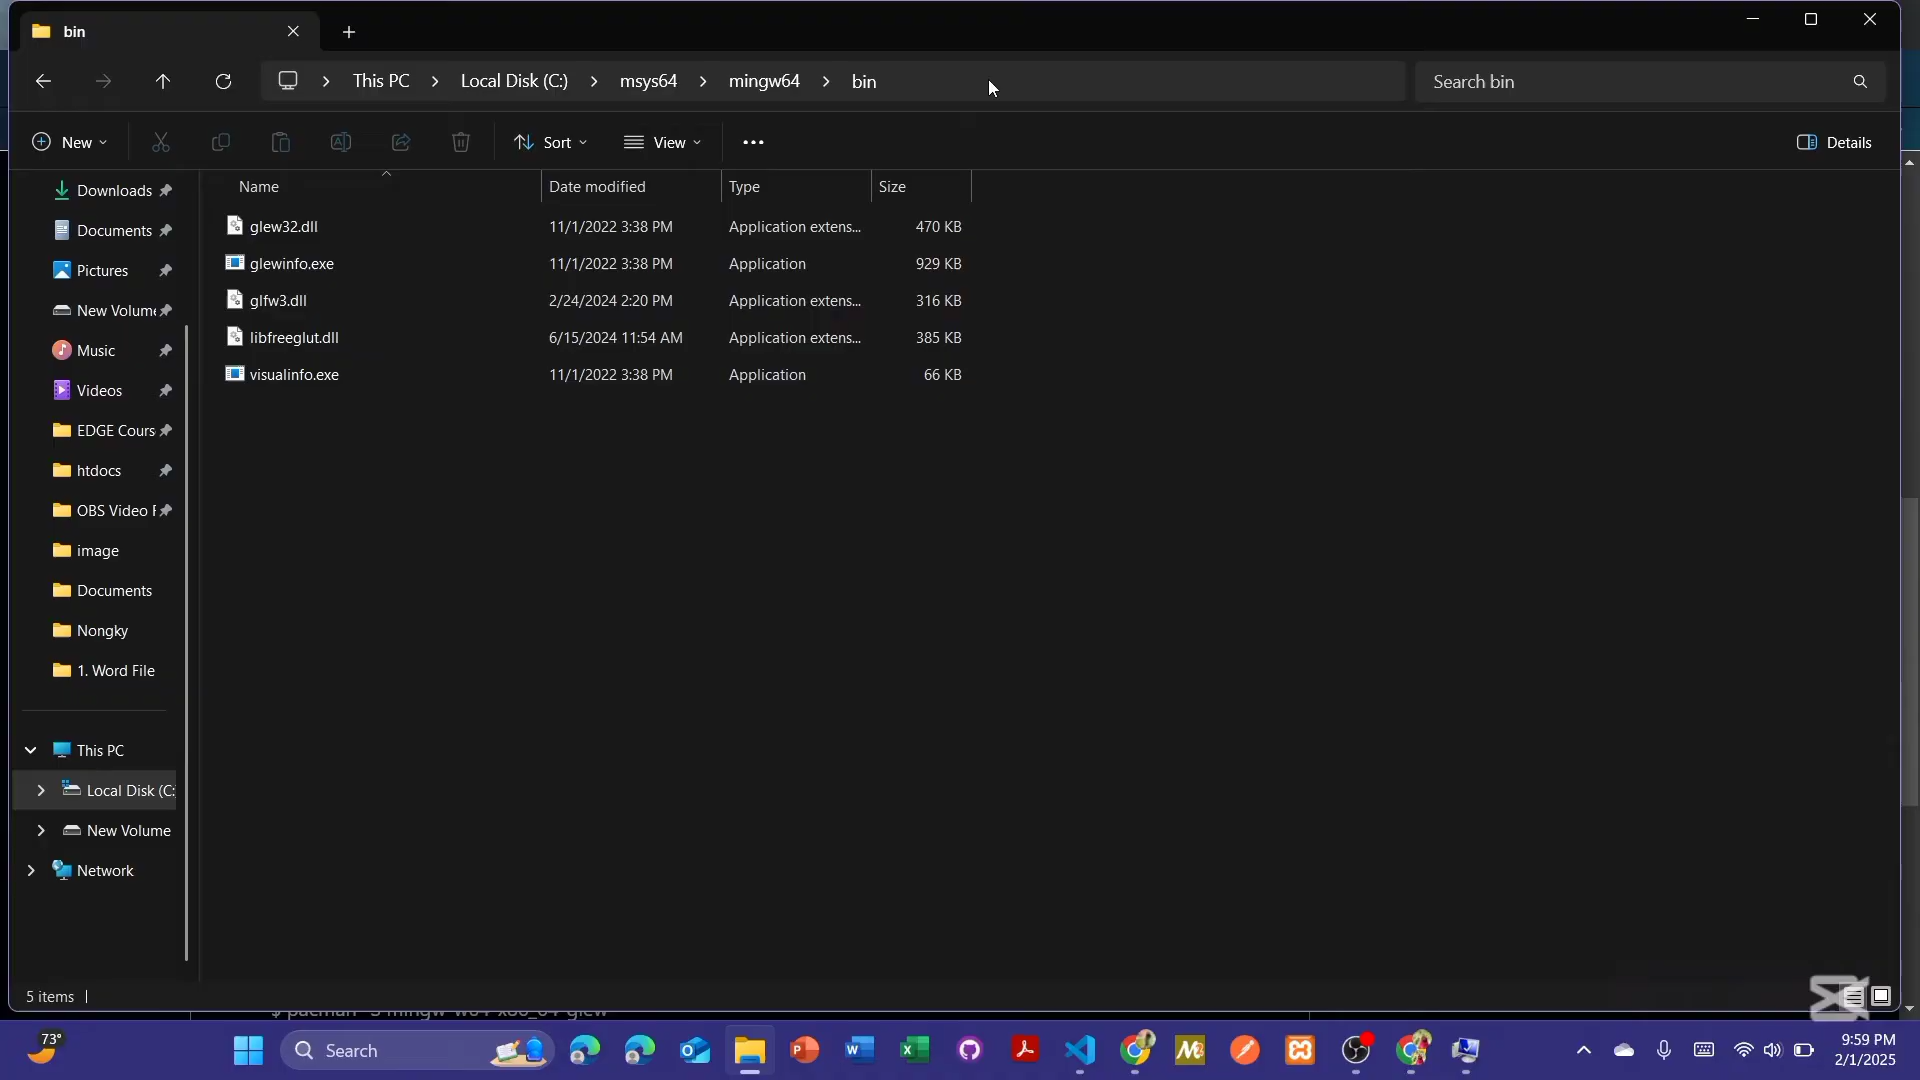 bin
This PC > Local Disk (C:) > msys64 > mingw64 > bin
Search bin
New
Sort
View
Details
Name Date modified Type Size
glew32.dll 11/1/2022 3:38 PM Application extens... 470 KB
glewinfo.exe 11/1/2022 3:38 PM Application 929 KB
glfw3.dll 2/24/2024 2:20 PM Application extens... 316 KB
libfreeglut.dll 6/15/2024 11:54 AM Application extens... 385 KB
visualinfo.exe 11/1/2022 3:38 PM Application 66 KB
Downloads
Documents
Pictures
New Volume
Music
Videos
EDGE Cours
htdocs
OBS Video F
image
Documents
Nongky
1. Word File
This PC
Local Disk (C:
New Volume
Network
5 items
$ pacman -S mingw-w64-x86_64-glew
73°
Search
9:59 PM
2/1/2025